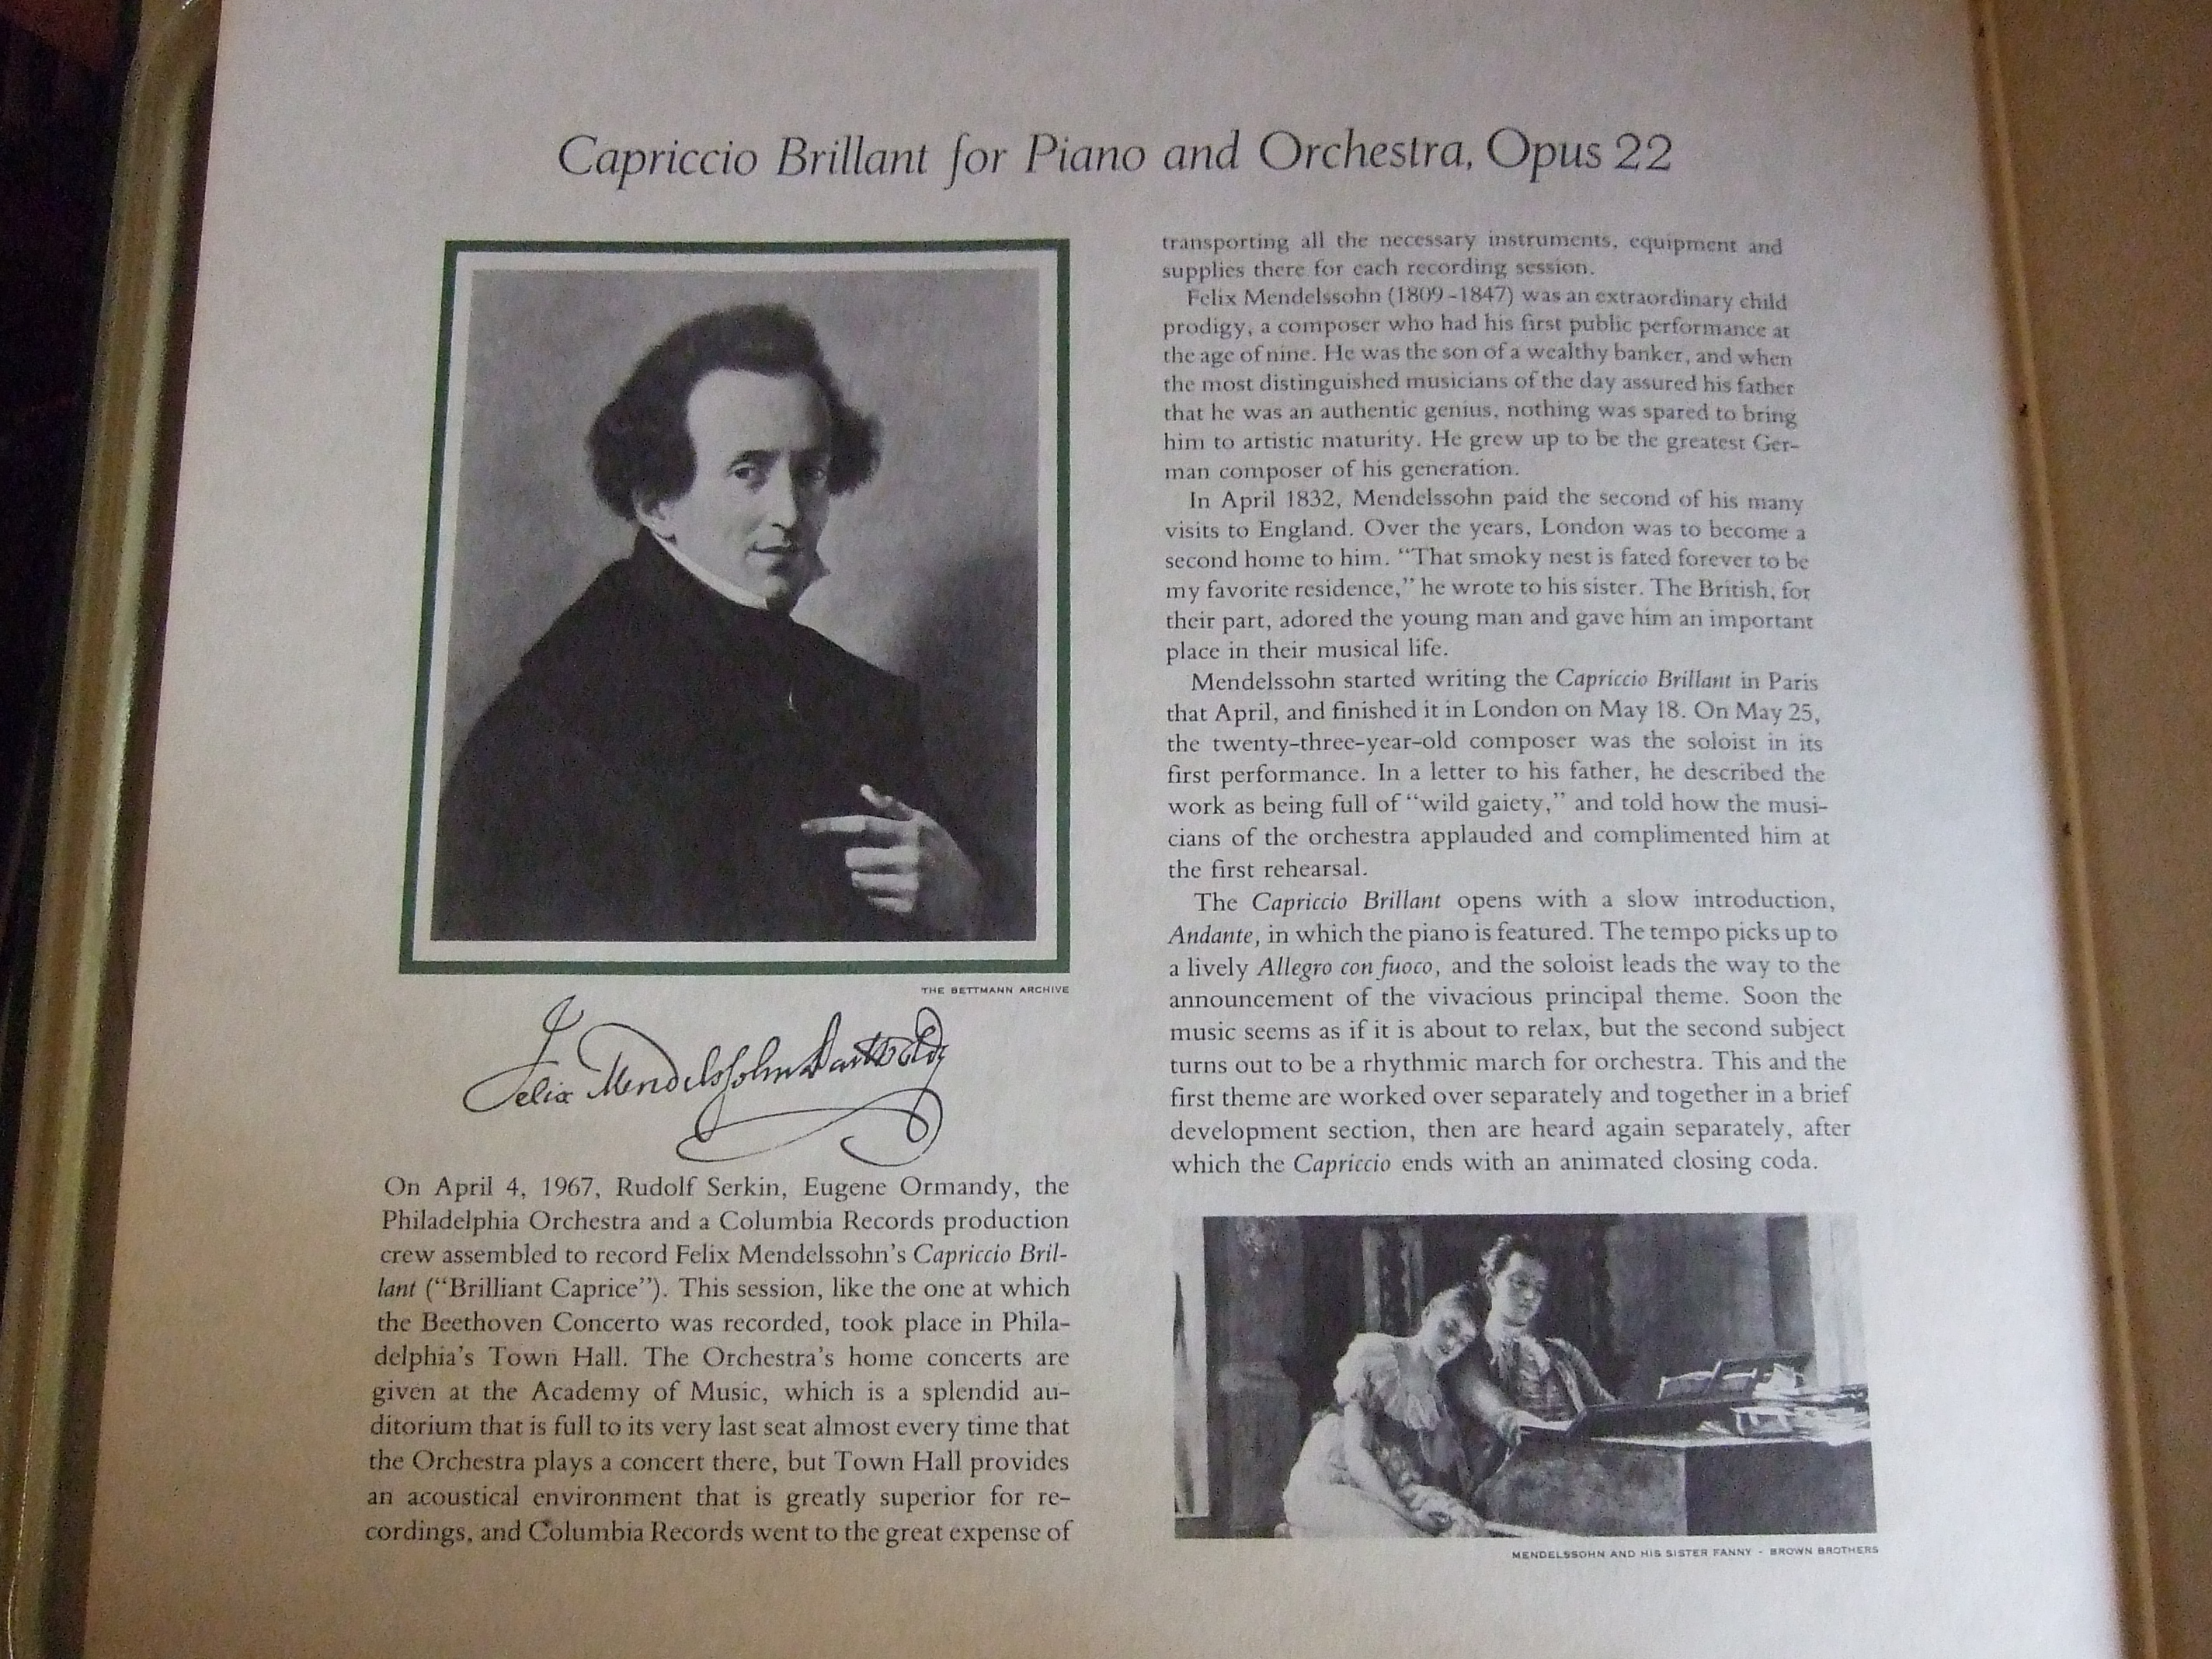 Capriccio Brillant for Piano and Orchestra, Opus 22
THE BETTMANN ARCHIVE
Felix Mendelssohn Bartholdy
On April 4, 1967, Rudolf Serkin, Eugene Ormandy, the
Philadelphia Orchestra and a Columbia Records production
crew assembled to record Felix Mendelssohn's Capriccio Bril-
lant (“Brilliant Caprice”). This session, like the one at which
the Beethoven Concerto was recorded, took place in Phila-
delphia's Town Hall. The Orchestra's home concerts are
given at the Academy of Music, which is a splendid au-
ditorium that is full to its very last seat almost every time that
the Orchestra plays a concert there, but Town Hall provides
an acoustical environment that is greatly superior for re-
cordings, and Columbia Records went to the great expense of
transporting all the necessary instruments, equipment and
supplies there for each recording session.
Felix Mendelssohn (1809-1847) was an extraordinary child
prodigy, a composer who had his first public performance at
the age of nine. He was the son of a wealthy banker, and when
the most distinguished musicians of the day assured his father
that he was an authentic genius, nothing was spared to bring
him to artistic maturity. He grew up to be the greatest Ger-
man composer of his generation.
In April 1832, Mendelssohn paid the second of his many
visits to England. Over the years, London was to become a
second home to him. “That smoky nest is fated forever to be
my favorite residence,” he wrote to his sister. The British, for
their part, adored the young man and gave him an important
place in their musical life.
Mendelssohn started writing the Capriccio Brillant in Paris
that April, and finished it in London on May 18. On May 25,
the twenty-three-year-old composer was the soloist in its
first performance. In a letter to his father, he described the
work as being full of “wild gaiety,” and told how the musi-
cians of the orchestra applauded and complimented him at
the first rehearsal.
The Capriccio Brillant opens with a slow introduction,
Andante, in which the piano is featured. The tempo picks up to
a lively Allegro con fuoco, and the soloist leads the way to the
announcement of the vivacious principal theme. Soon the
music seems as if it is about to relax, but the second subject
turns out to be a rhythmic march for orchestra. This and the
first theme are worked over separately and together in a brief
development section, then are heard again separately, after
which the Capriccio ends with an animated closing coda.
MENDELSSOHN AND HIS SISTER FANNY - BROWN BROTHERS